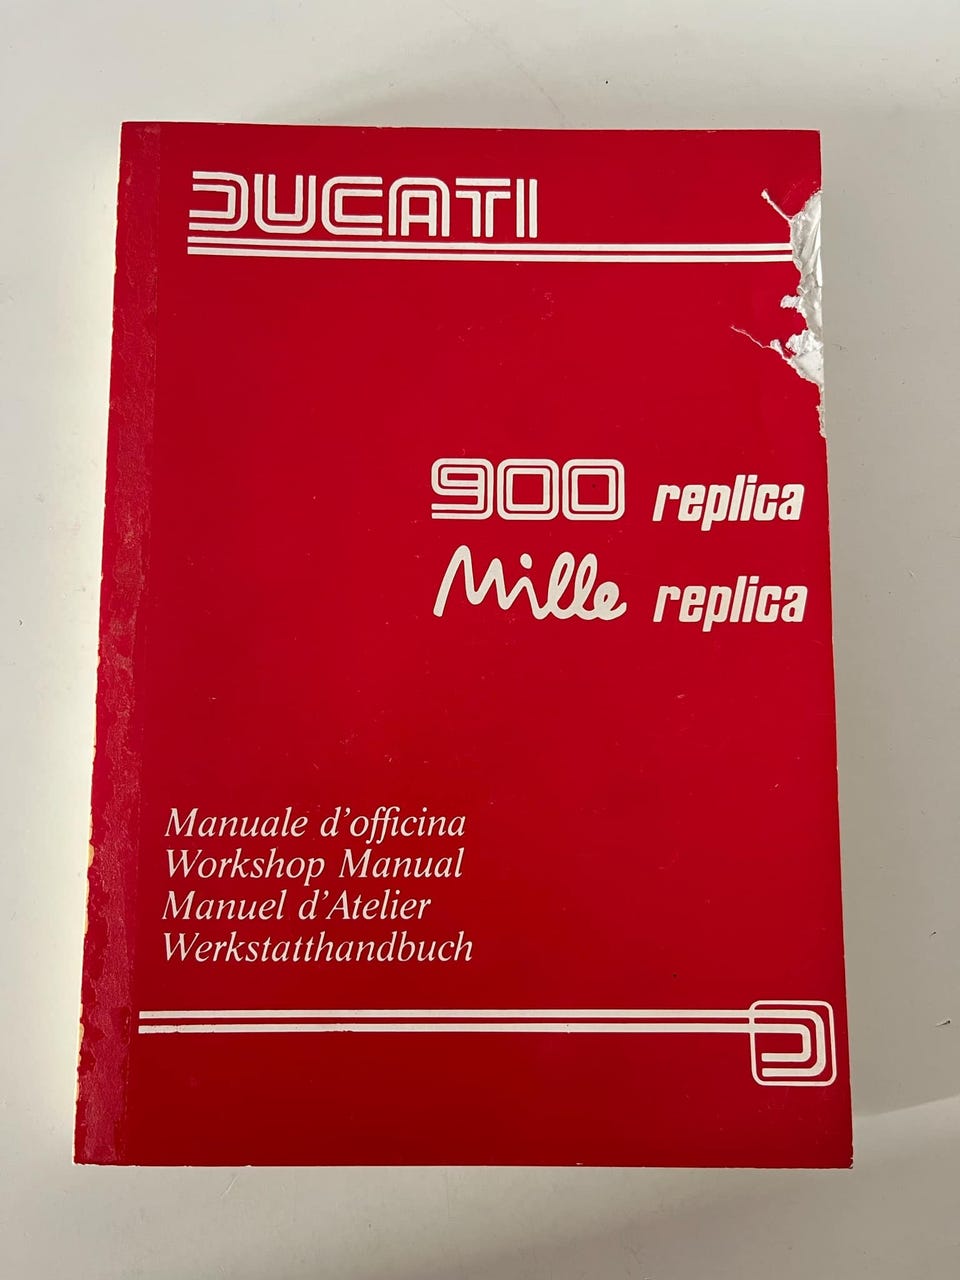 DUCATI
900 replica
Mille replica
Manuale d'officina
Workshop Manual
Manuel d'Atelier
Werkstatthandbuch
D